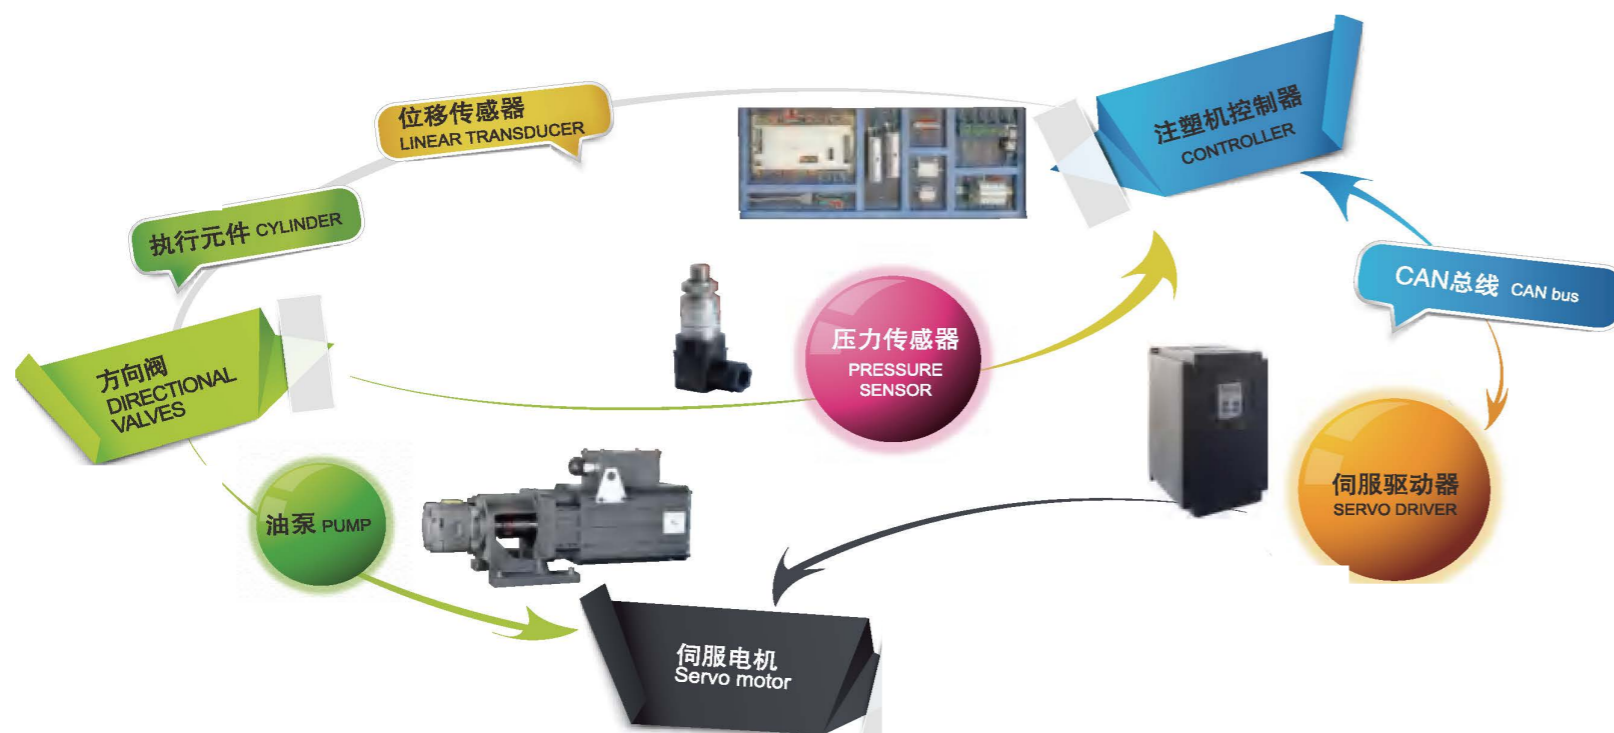 位移传感器
LINEAR TRANSDUCER
注塑机控制器
CONTROLLER
执行元件 CYLINDER
CAN总线 CAN bus
方向阀
DIRECTIONAL
VALVES
压力传感器
PRESSURE
SENSOR
油泵 PUMP
伺服驱动器
SERVO DRIVER
伺服电机
Servo motor